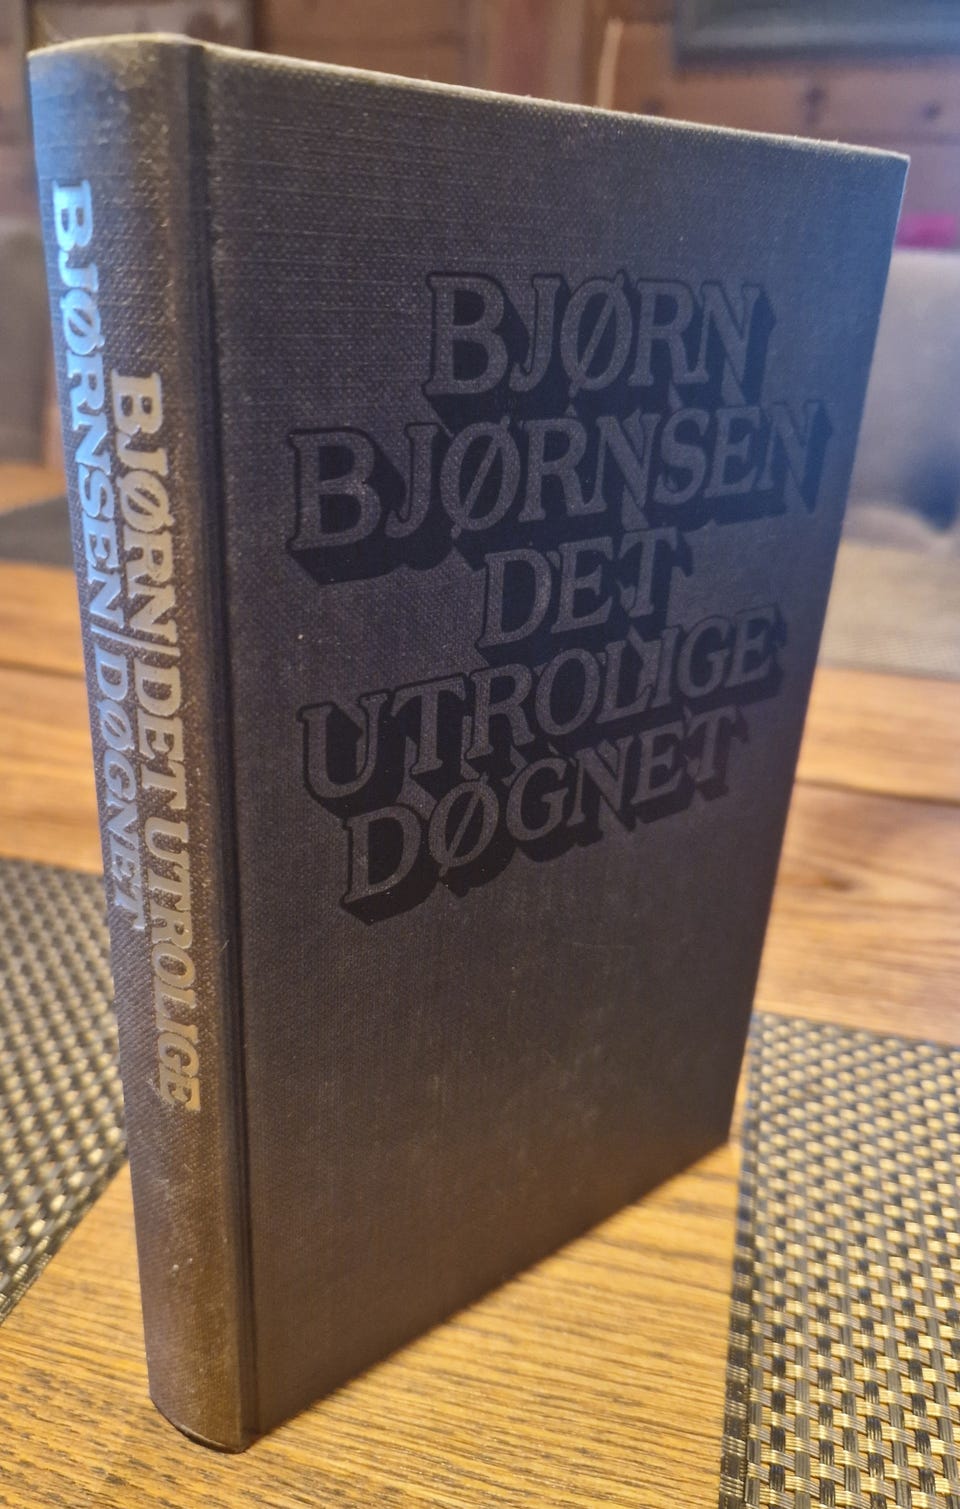 BJØRN | DET UTROLIGE
BJØRNSEN | DØGNET
BJØRN
BJØRNSEN
DET
UTROLIGE
DØGNET